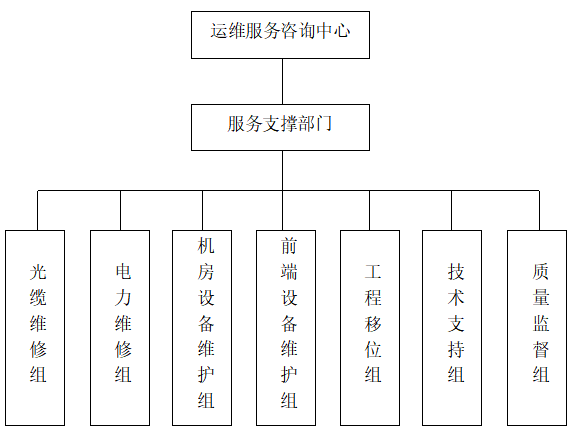 运维服务咨询中心
服务支撑部门
光缆维修组
电力维修组
机房设备维护组
前端设备维护组
工程移位组
技术支持组
质量监督组